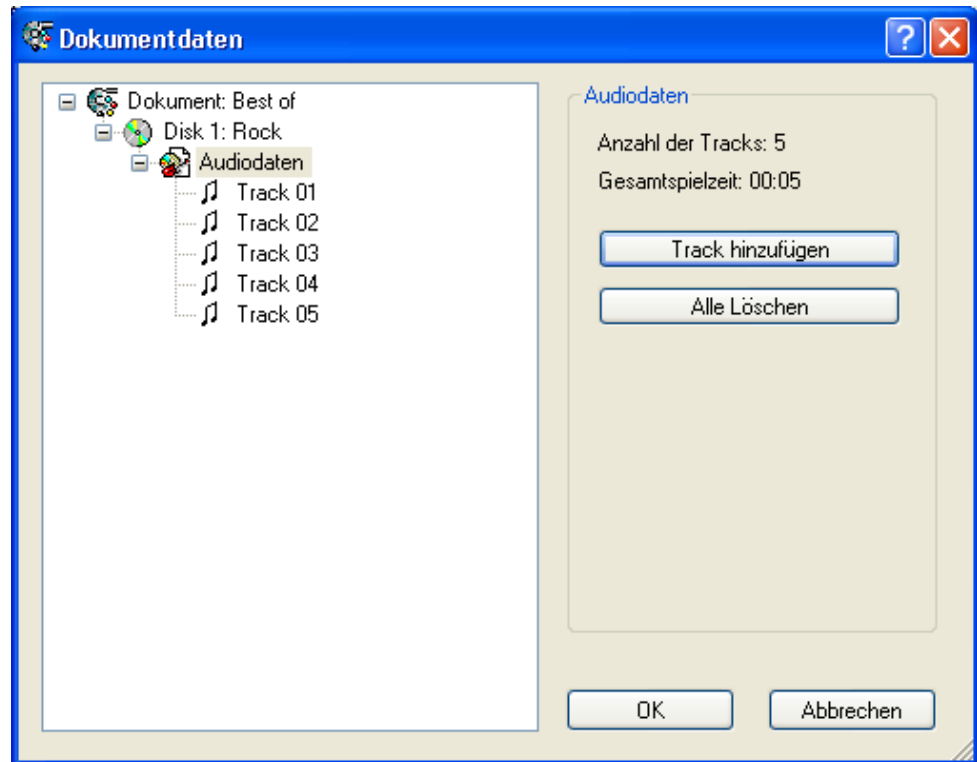 Dokumentdaten
Dokument: Best of
Disk 1: Rock
Audiodaten
Track 01
Track 02
Track 03
Track 04
Track 05
Audiodaten
Anzahl der Tracks: 5
Gesamtspielzeit: 00:05
Track hinzufügen
Alle Löschen
OK
Abbrechen